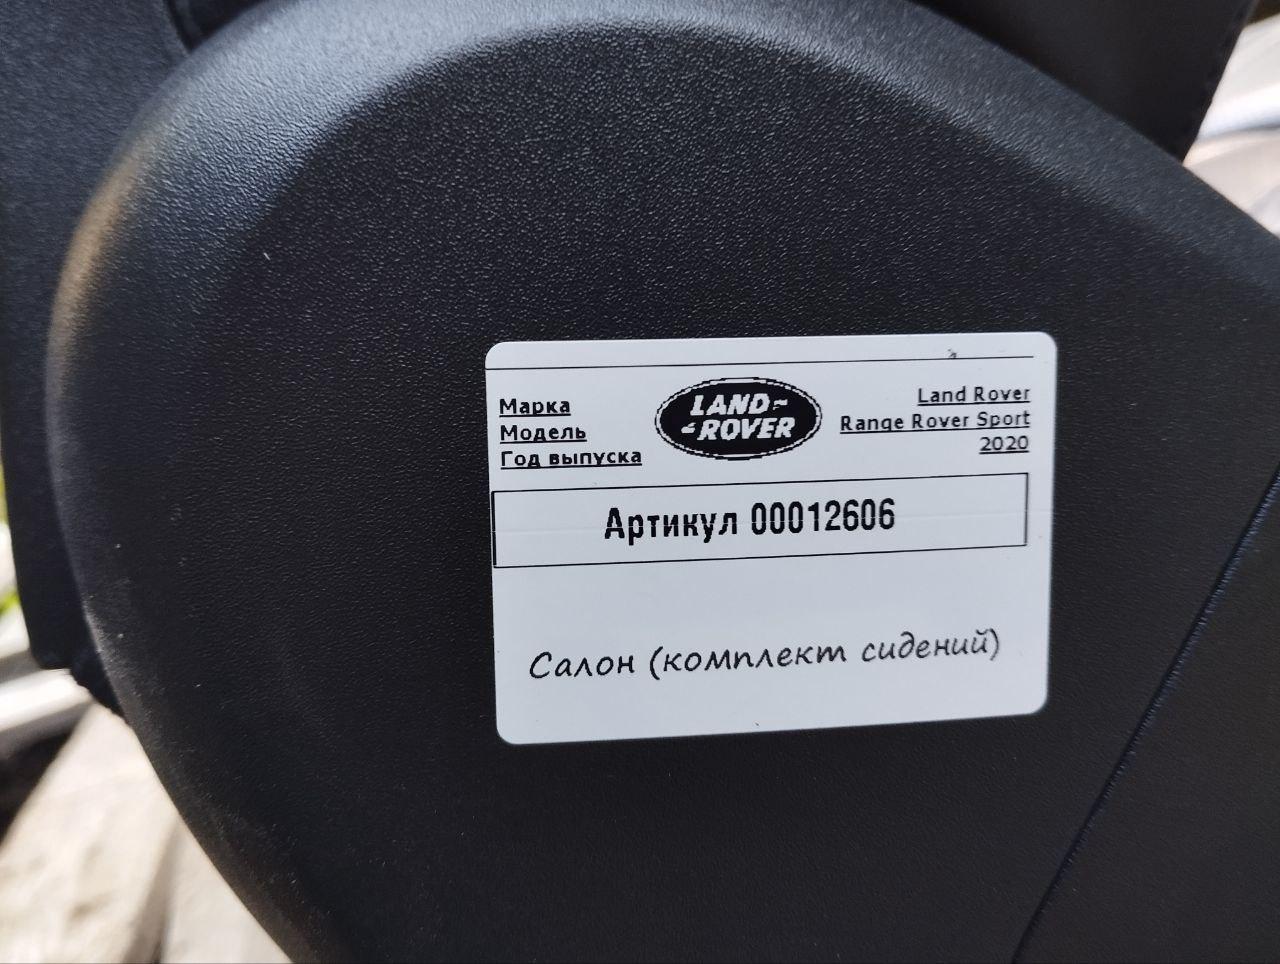 Марка
Land Rover
Модель
Range Rover Sport
Год выпуска
2020
LAND-
-ROVER
Артикул 00012606
Салон (комплект сидений)